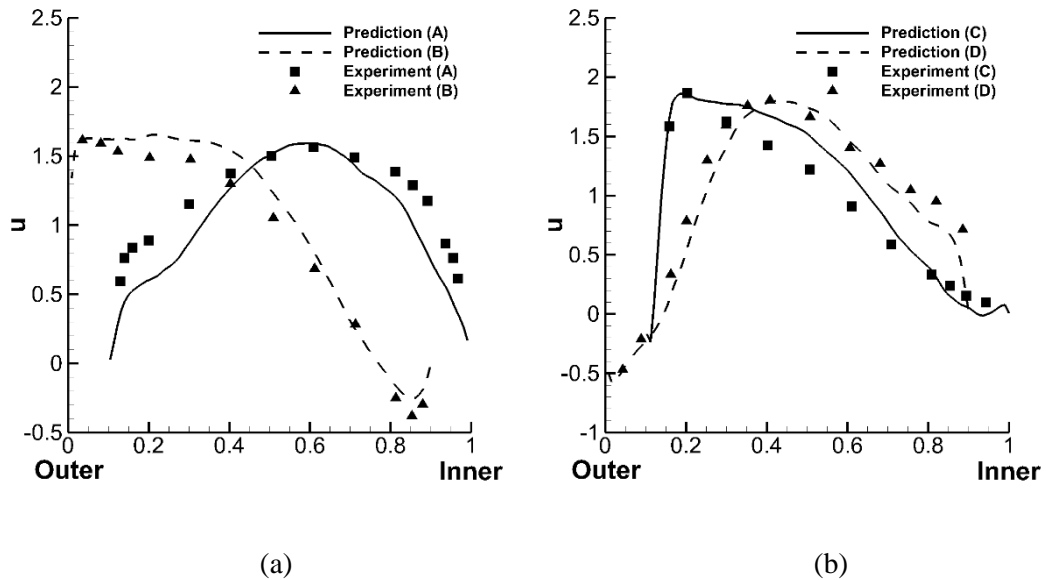 2.5
2
1.5
1
0.5
0
-0.5
u
0
0.2
0.4
0.6
0.8
1
Outer
Inner
Prediction (A)
Prediction (B)
Experiment (A)
Experiment (B)
(a)
2.5
2
1.5
1
0.5
0
-0.5
-1
u
0
0.2
0.4
0.6
0.8
1
Outer
Inner
Prediction (C)
Prediction (D)
Experiment (C)
Experiment (D)
(b)